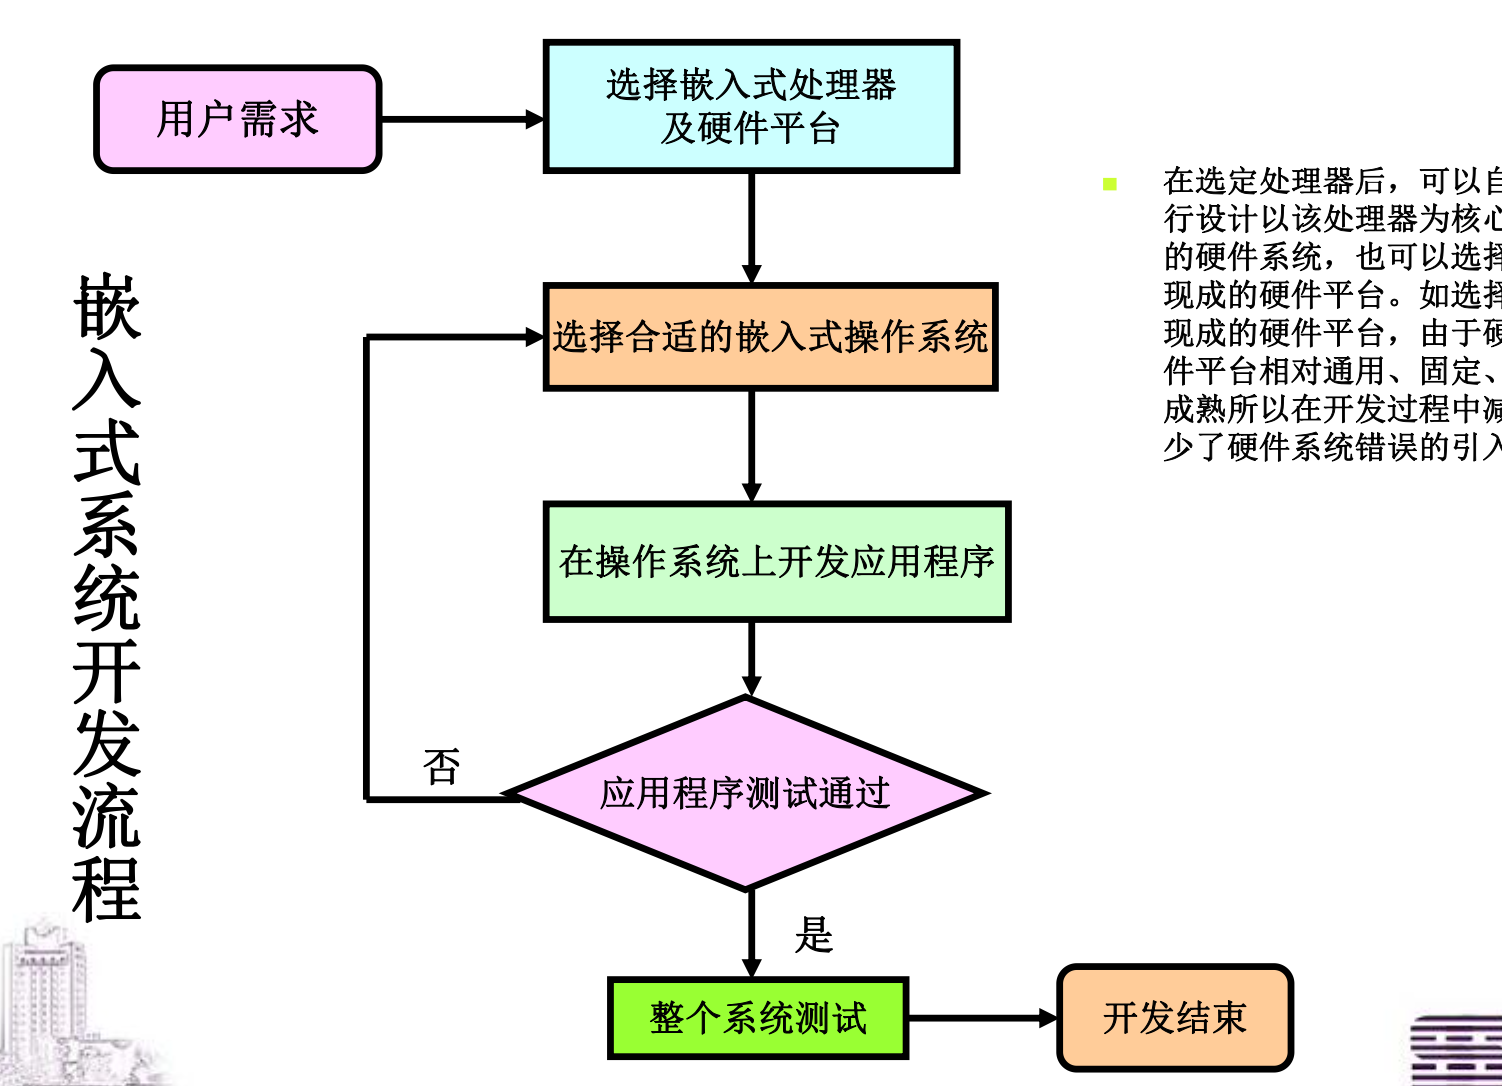 嵌入式系统开发流程
用户需求
选择嵌入式处理器
及硬件平台
选择合适的嵌入式操作系统
在操作系统上开发应用程序
应用程序测试通过
否
是
整个系统测试
开发结束
在选定处理器后，可以自
行设计以该处理器为核心
的硬件系统，也可以选择
现成的硬件平台。如选择
现成的硬件平台，由于硬
件平台相对通用、固定、
成熟所以在开发过程中减
少了硬件系统错误的引入